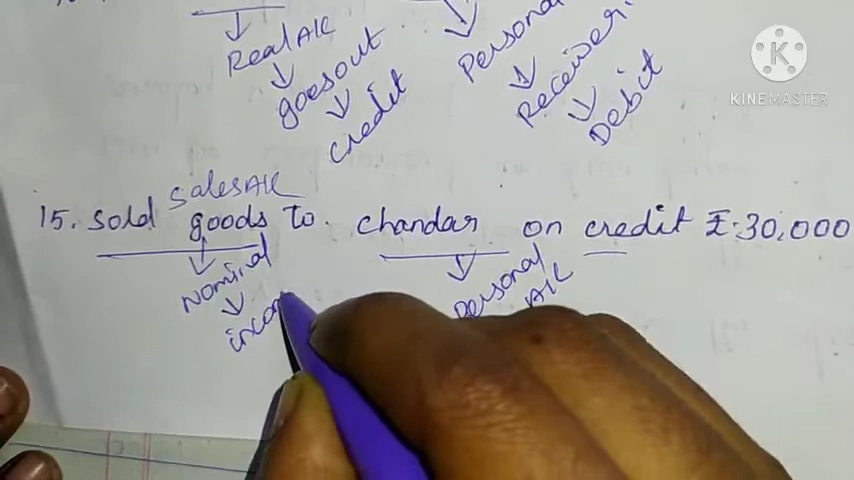 Real A/c
goes out
credit
Personal
Receiver
Debit
KINEMASTER
Sales A/c
15. Sold goods to chandar on credit ₹.30,000
Nominal
Personal
A/c